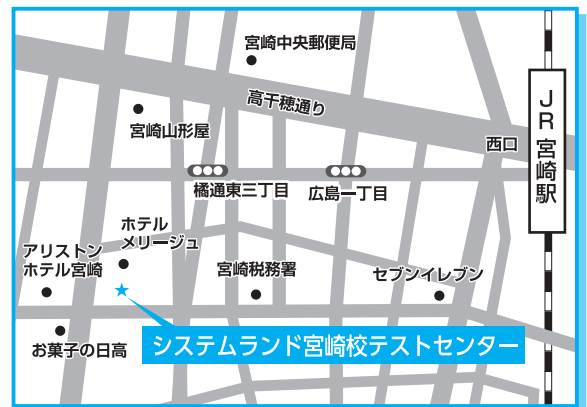 宮崎中央郵便局
高千穂通り
JR宮崎駅
宮崎山形屋
西口
橘通東三丁目
広島一丁目
ホテル
メリージュ
アリストン
ホテル宮崎
宮崎税務署
セブンイレブン
お菓子の日高
システムランド宮崎校テストセンター